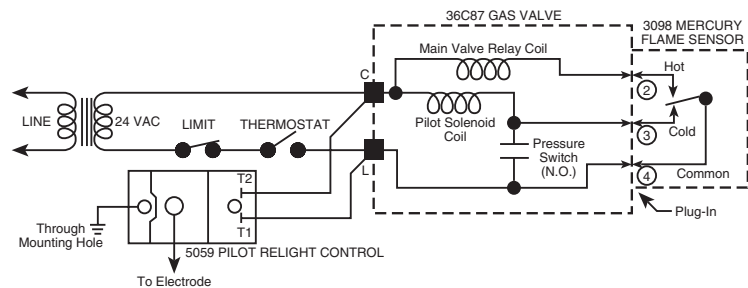 36C87 GAS VALVE
3098 MERCURY
FLAME SENSOR
Main Valve Relay Coil
Hot
C
2
LINE
24 VAC
LIMIT
THERMOSTAT
Pilot Solenoid
Coil
3
Cold
Pressure
Switch
(N.O.)
L
4
Common
T2
T1
Through
Mounting Hole
Plug-In
5059 PILOT RELIGHT CONTROL
To Electrode